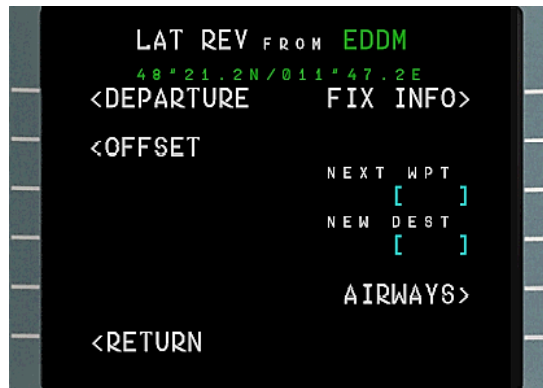 LAT REV FROM EDDM
48°21.2N/011°47.2E
<DEPARTURE FIX INFO>
<OFFSET
NEXT WPT
[ ]
NEW DEST
[ ]
AIRWAYS>
<RETURN